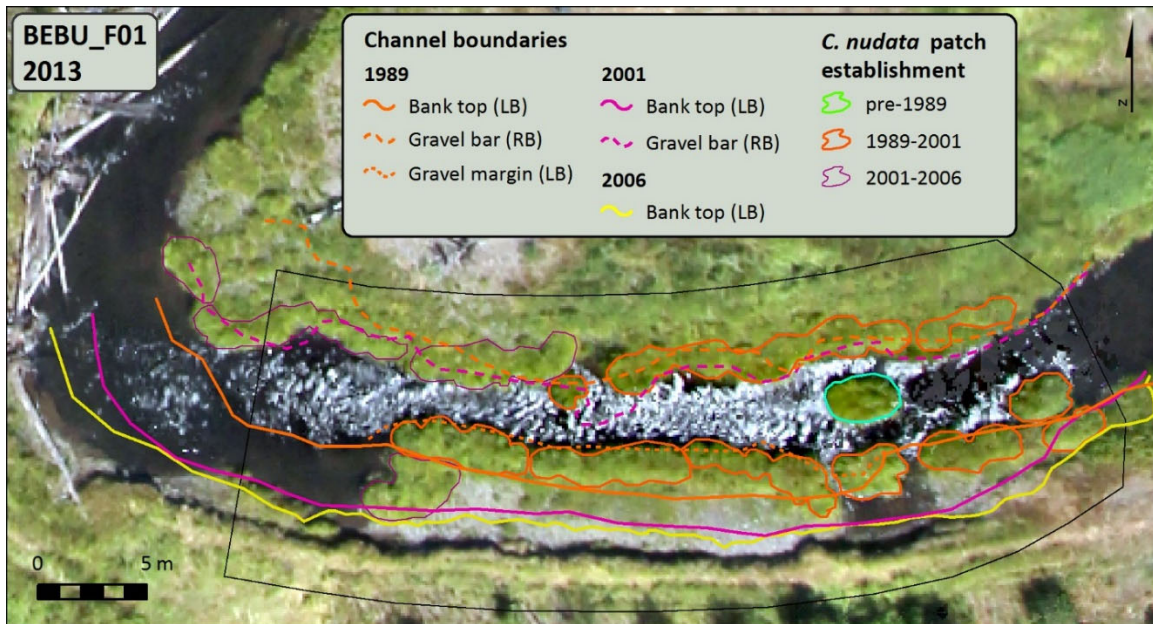 BEBU_F01
2013
Channel boundaries
1989
Bank top (LB)
Gravel bar (RB)
Gravel margin (LB)
2001
Bank top (LB)
Gravel bar (RB)
2006
Bank top (LB)
C. nudata patch
establishment
pre-1989
1989-2001
2001-2006
N
0 5 m